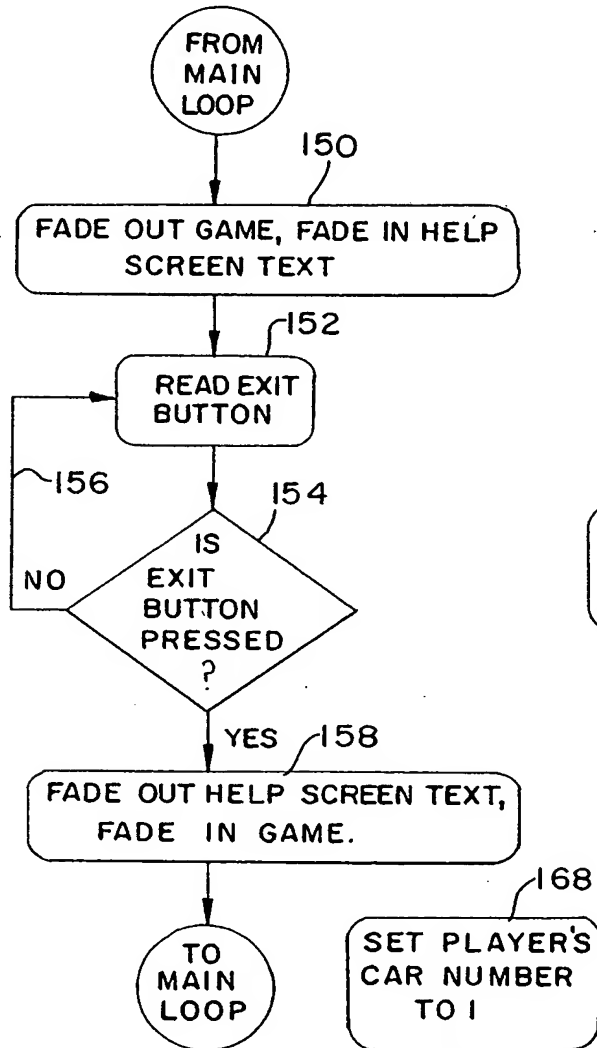 FROM
MAIN
LOOP
150
FADE OUT GAME, FADE IN HELP
SCREEN TEXT
152
READ EXIT
BUTTON
156
154
NO
IS
EXIT
BUTTON
PRESSED
?
YES
158
FADE OUT HELP SCREEN TEXT,
FADE IN GAME.
168
TO
MAIN
LOOP
SET PLAYER'S
CAR NUMBER
TO 1